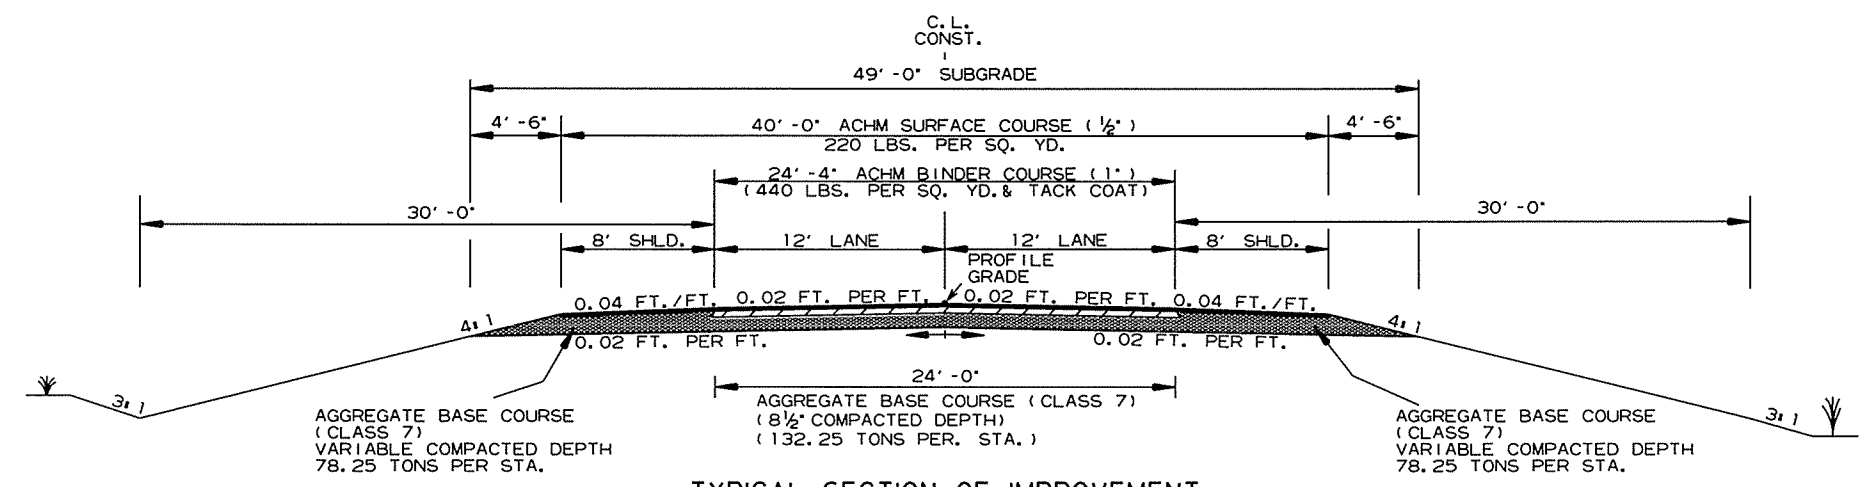 C.L.
CONST.
49'-0" SUBGRADE
4'-6"
40'-0" ACHM SURFACE COURSE (½")
4'-6"
220 LBS. PER SQ. YD.
24'-4" ACHM BINDER COURSE (1")
(440 LBS. PER SQ. YD.& TACK COAT)
30'-0"
30'-0"
8' SHLD.
12' LANE
12' LANE
8' SHLD.
PROFILE
GRADE
0.04 FT./FT.
0.02 FT. PER FT.
0.02 FT. PER FT.
0.04 FT./FT.
4:1
4:1
0.02 FT. PER FT.
0.02 FT. PER FT.
24'-0"
3:1
3:1
AGGREGATE BASE COURSE (CLASS 7)
(8½" COMPACTED DEPTH)
(132.25 TONS PER. STA.)
AGGREGATE BASE COURSE
(CLASS 7)
VARIABLE COMPACTED DEPTH
78.25 TONS PER STA.
AGGREGATE BASE COURSE
(CLASS 7)
VARIABLE COMPACTED DEPTH
78.25 TONS PER STA.
TYPICAL SECTION OF IMPROVEMENT